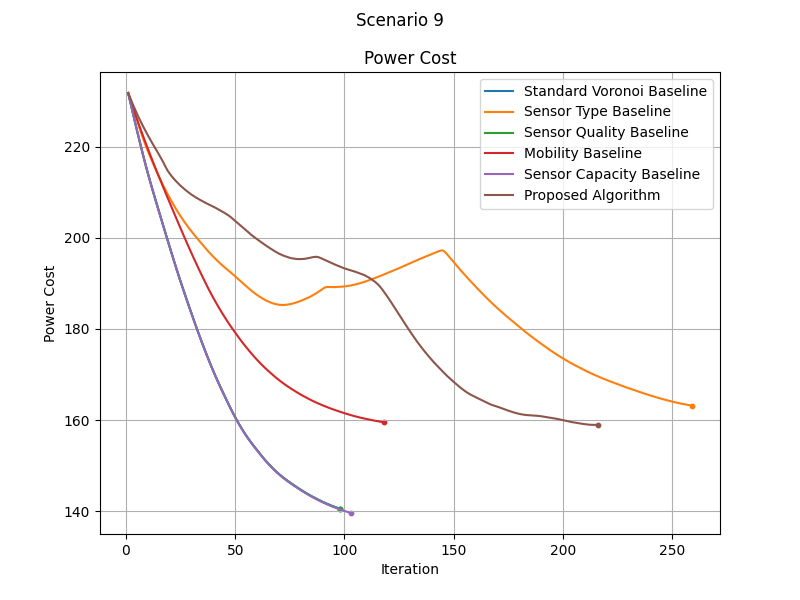 Scenario 9
Power Cost
Standard Voronoi Baseline
Sensor Type Baseline
Sensor Quality Baseline
Mobility Baseline
Sensor Capacity Baseline
Proposed Algorithm
Power Cost
220
200
180
160
140
0 50 100 150 200 250
Iteration